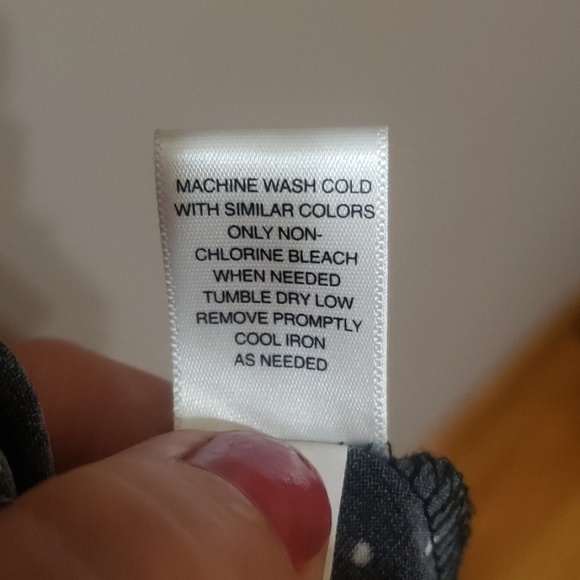 MACHINE WASH COLD
WITH SIMILAR COLORS
ONLY NON-
CHLORINE BLEACH
WHEN NEEDED
TUMBLE DRY LOW
REMOVE PROMPTLY
COOL IRON
AS NEEDED